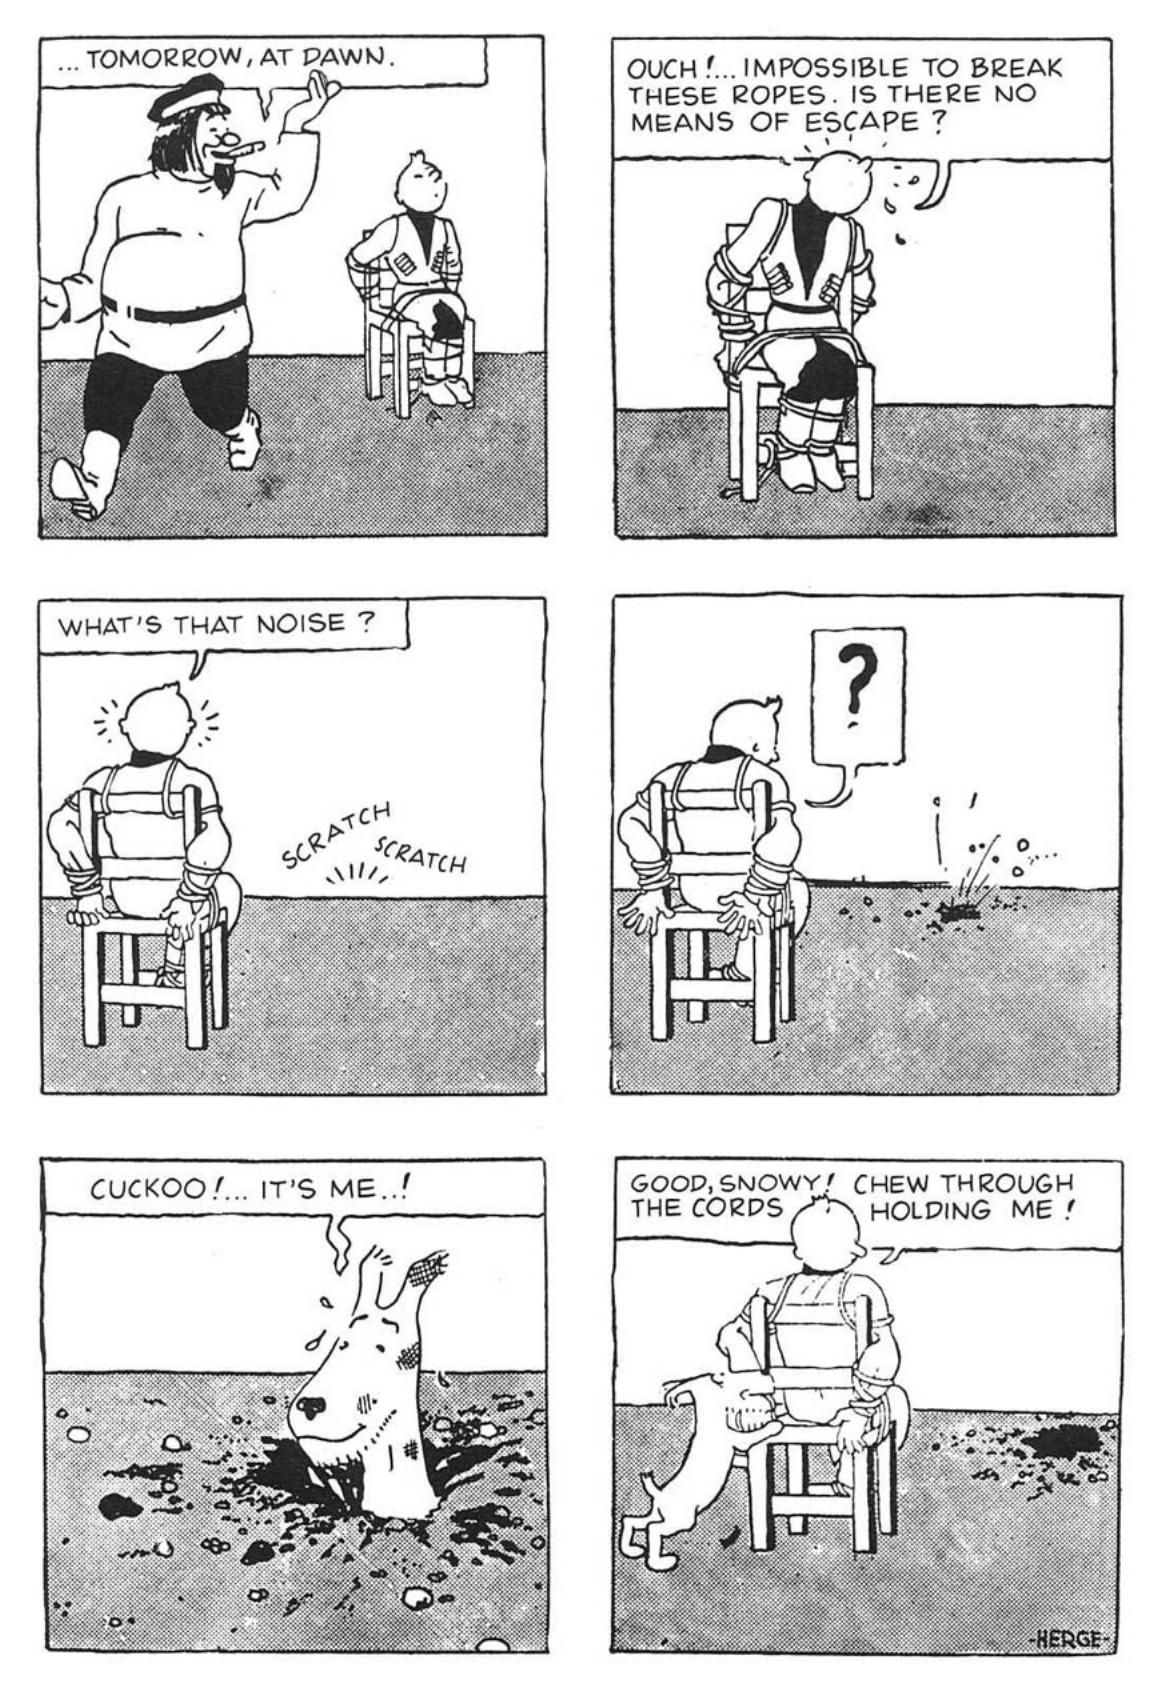 ... TOMORROW, AT DAWN.
OUCH!... IMPOSSIBLE TO BREAK
THESE ROPES. IS THERE NO
MEANS OF ESCAPE?
WHAT'S THAT NOISE?
SCRATCH
SCRATCH
?
CUCKOO!... IT'S ME..!
GOOD, SNOWY! CHEW THROUGH
THE CORDS HOLDING ME!
-HERGE-